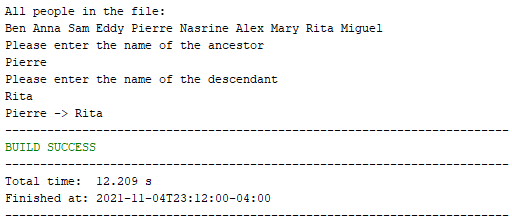 All people in the file:
Ben Anna Sam Eddy Pierre Nasrine Alex Mary Rita Miguel
Please enter the name of the ancestor
Pierre
Please enter the name of the descendant
Rita
Pierre -> Rita
------------------------------------------------------------------------
BUILD SUCCESS
------------------------------------------------------------------------
Total time:  12.209 s
Finished at: 2021-11-04T23:12:00-04:00
------------------------------------------------------------------------